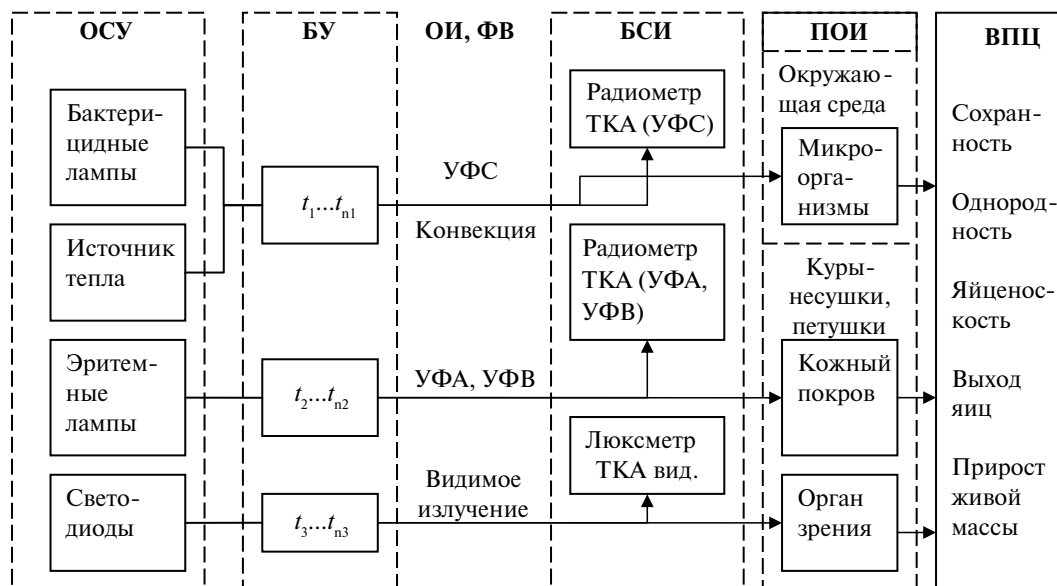 ОСУ
Бактери-
цидные
лампы
Источник
тепла
Эритем-
ные
лампы
Свето-
диоды
БУ
t₁...tₙ₁
t₂...tₙ₂
t₃...tₙ₃
ОИ, ФВ
УФС
Конвекция
УФА, УФВ
Видимое
излучение
БСИ
Радиометр
ТКА (УФС)
Радиометр
ТКА (УФА,
УФВ)
Люксметр
ТКА вид.
ПОИ
Окружаю-
щая среда
Микро-
орга-
низмы
Куры-
несушки,
петушки
Кожный
покров
Орган
зрения
ВПЦ
Сохран-
ность
Однород-
ность
Яйценос-
кость
Выход
яиц
Прирост
живой
массы